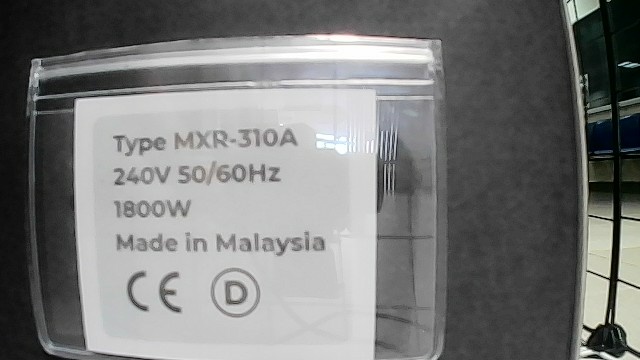 Type MXR-310A
240V 50/60Hz
1800W
Made in Malaysia
CE D